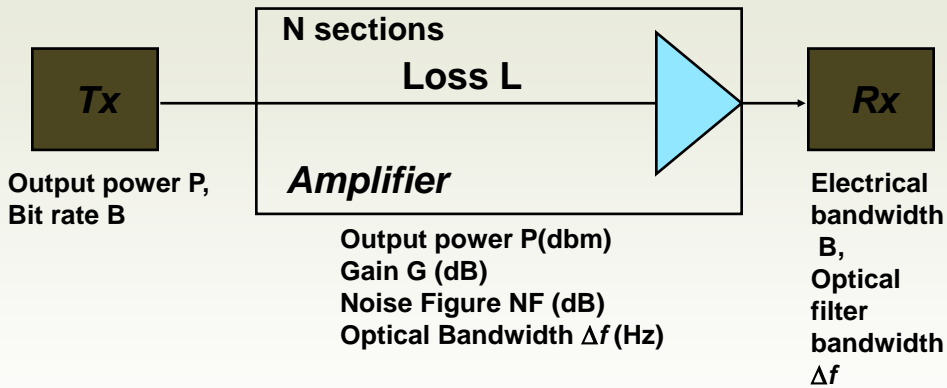 N sections
Loss L
Tx
Rx
Amplifier
Output power P,
Bit rate B
Output power P(dbm)
Gain G (dB)
Noise Figure NF (dB)
Optical Bandwidth Δf (Hz)
Electrical
bandwidth
B,
Optical
filter
bandwidth
Δf